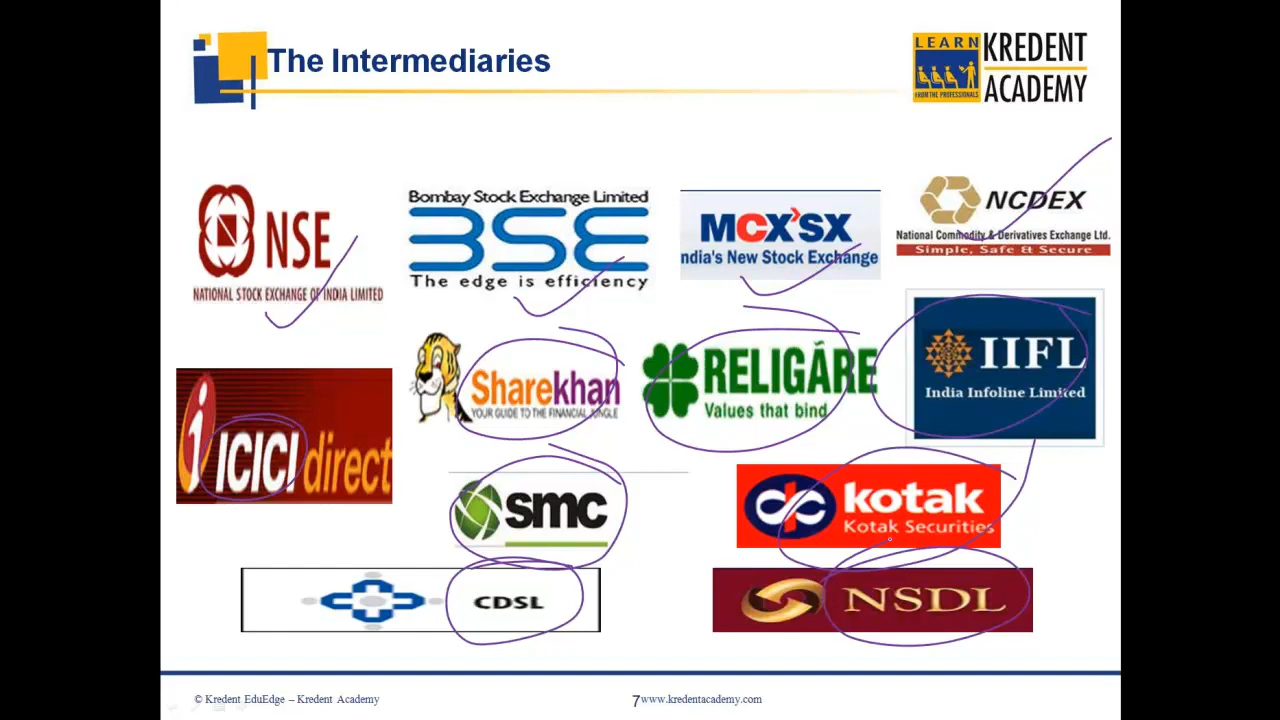 The Intermediaries
LEARN
FROM THE PROFESSIONALS
KREDENT
ACADEMY
NSE
NATIONAL STOCK EXCHANGE OF INDIA LIMITED
Bombay Stock Exchange Limited
BSE
The edge is efficiency
MCX'SX
ndia's New Stock Exchange
NCDEX
National Commodity & Derivatives Exchange Ltd.
Simple, Safe & Secure
i ICICI direct
Sharekhan
YOUR GUIDE TO THE FINANCIAL JUNGLE
RELIGÁRE
Values that bind
IIFL
India Infoline Limited
smc
kotak
Kotak Securities
CDSL
NSDL
© Kredent EduEdge – Kredent Academy
7
www.kredentacademy.com